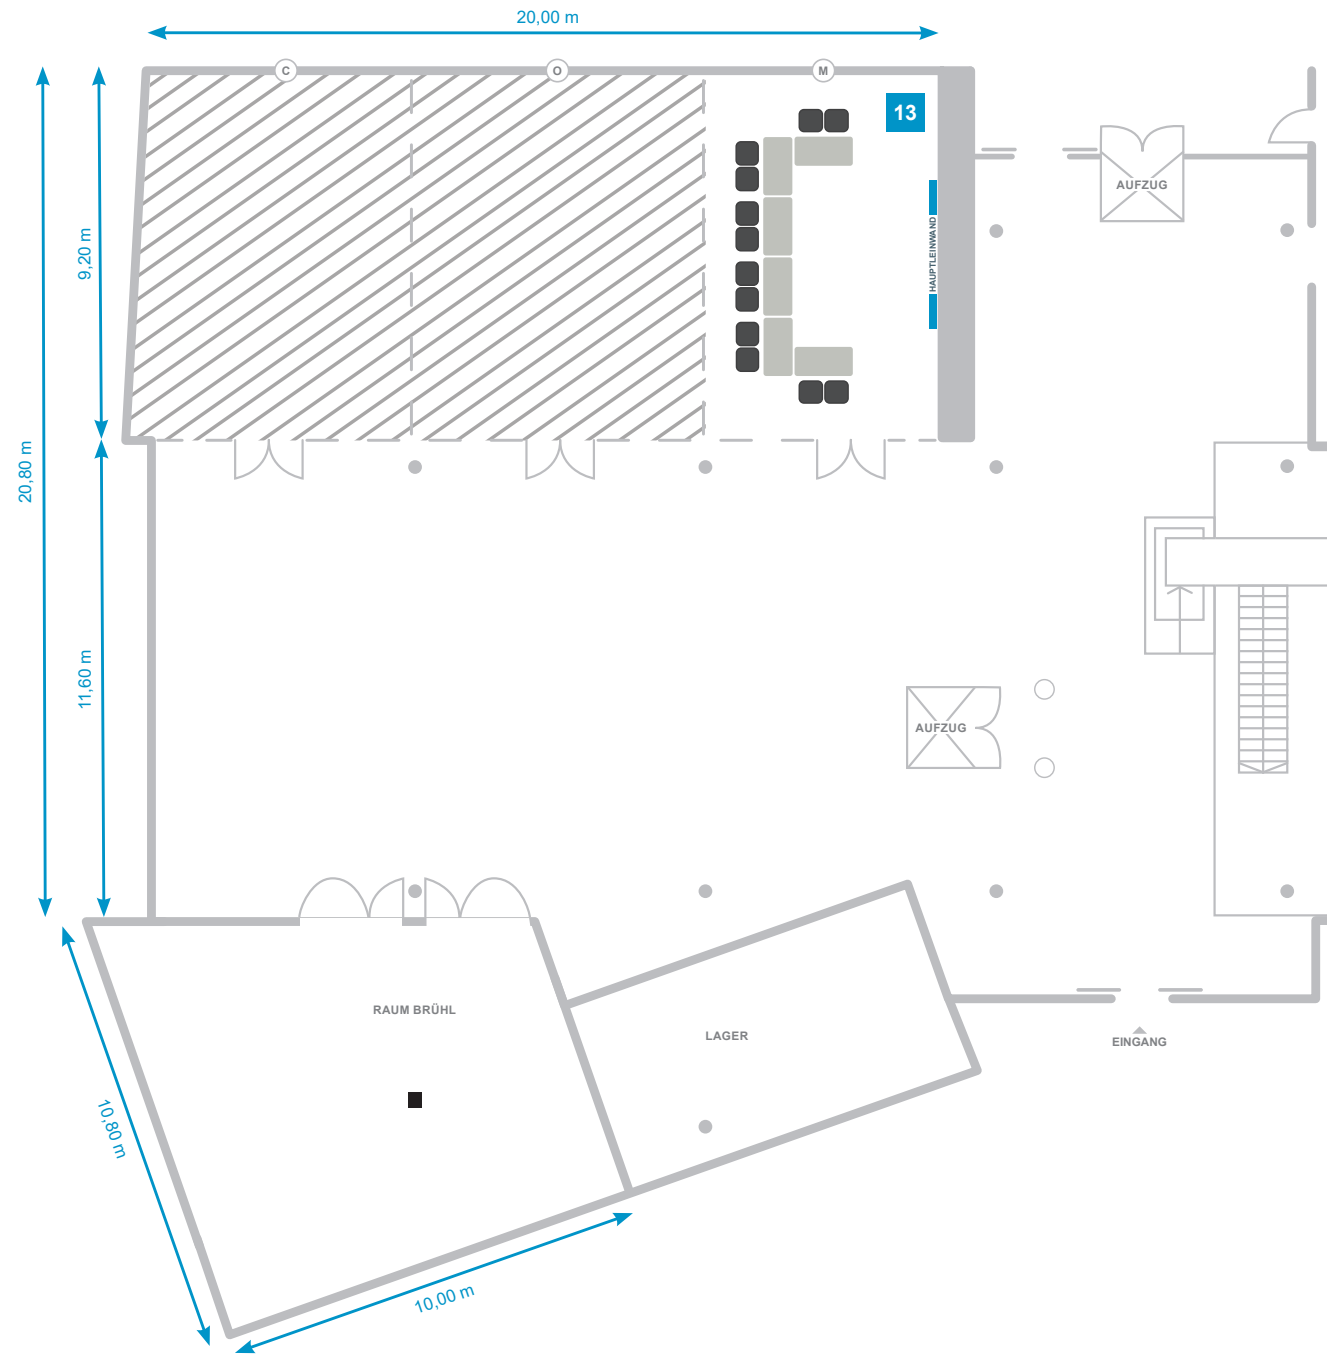 20,00 m
C
O
M
13
AUFZUG
HAUPTLEINWAND
9,20 m
20,80 m
11,60 m
AUFZUG
RAUM BRÜHL
LAGER
EINGANG
10,80 m
10,00 m